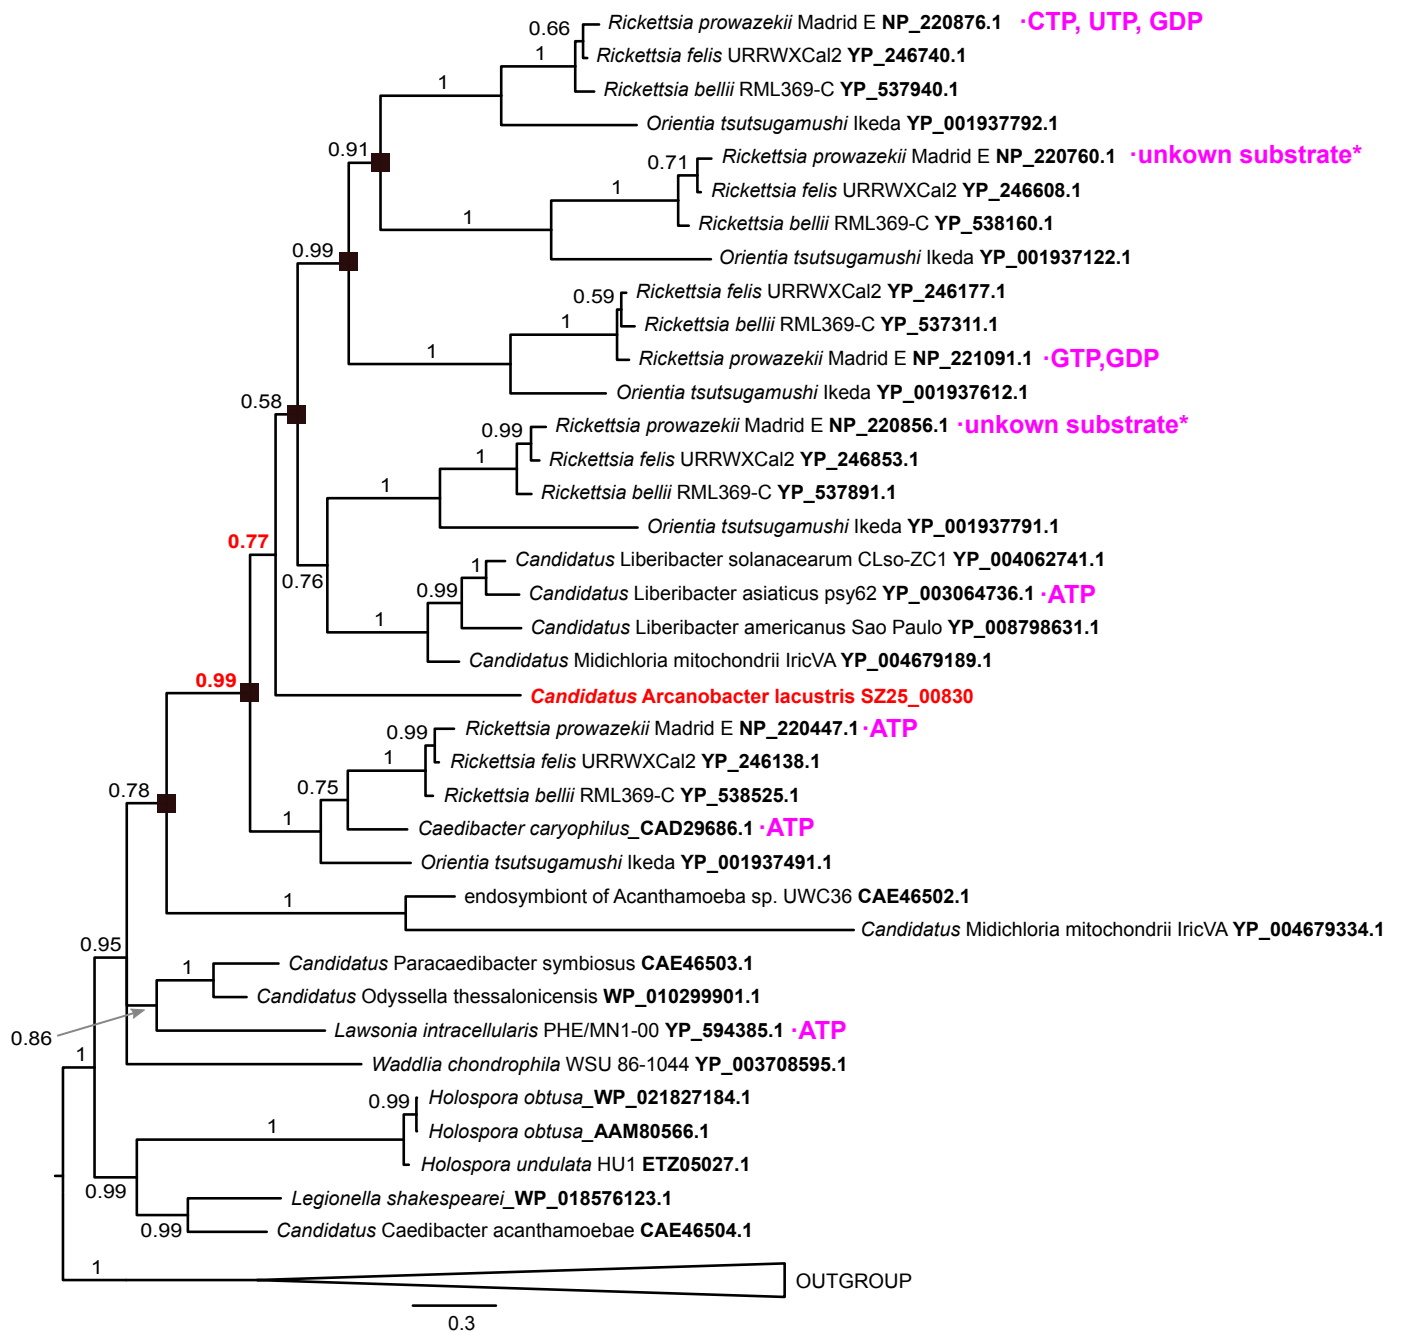 0.66
Rickettsia prowazekii Madrid E NP_220876.1 ·CTP, UTP, GDP
1
Rickettsia felis URRWXCal2 YP_246740.1
1
Rickettsia bellii RML369-C YP_537940.1
Orientia tsutsugamushi Ikeda YP_001937792.1
0.91
0.71
Rickettsia prowazekii Madrid E NP_220760.1 ·unkown substrate*
1
Rickettsia felis URRWXCal2 YP_246608.1
1
Rickettsia bellii RML369-C YP_538160.1
0.99
Orientia tsutsugamushi Ikeda YP_001937122.1
0.59
Rickettsia felis URRWXCal2 YP_246177.1
1
Rickettsia bellii RML369-C YP_537311.1
1
Rickettsia prowazekii Madrid E NP_221091.1 ·GTP,GDP
Orientia tsutsugamushi Ikeda YP_001937612.1
0.58
0.99
Rickettsia prowazekii Madrid E NP_220856.1 ·unkown substrate*
1
Rickettsia felis URRWXCal2 YP_246853.1
1
Rickettsia bellii RML369-C YP_537891.1
Orientia tsutsugamushi Ikeda YP_001937791.1
0.77
0.76
1
Candidatus Liberibacter solanacearum CLso-ZC1 YP_004062741.1
0.99
Candidatus Liberibacter asiaticus psy62 YP_003064736.1 ·ATP
1
Candidatus Liberibacter americanus Sao Paulo YP_008798631.1
Candidatus Midichloria mitochondrii IricVA YP_004679189.1
0.99
Candidatus Arcanobacter lacustris SZ25_00830
0.99
Rickettsia prowazekii Madrid E NP_220447.1 ·ATP
1
Rickettsia felis URRWXCal2 YP_246138.1
0.78
0.75
Rickettsia bellii RML369-C YP_538525.1
1
Caedibacter caryophilus_CAD29686.1 ·ATP
Orientia tsutsugamushi Ikeda YP_001937491.1
1
endosymbiont of Acanthamoeba sp. UWC36 CAE46502.1
Candidatus Midichloria mitochondrii IricVA YP_004679334.1
0.95
1
Candidatus Paracaedibacter symbiosus CAE46503.1
Candidatus Odyssella thessalonicensis WP_010299901.1
0.86
Lawsonia intracellularis PHE/MN1-00 YP_594385.1 ·ATP
1
Waddlia chondrophila WSU 86-1044 YP_003708595.1
0.99
Holospora obtusa_WP_021827184.1
1
Holospora obtusa_AAM80566.1
Holospora undulata HU1 ETZ05027.1
0.99
Legionella shakespearei_WP_018576123.1
0.99
Candidatus Caedibacter acanthamoebae CAE46504.1
1
OUTGROUP
0.3